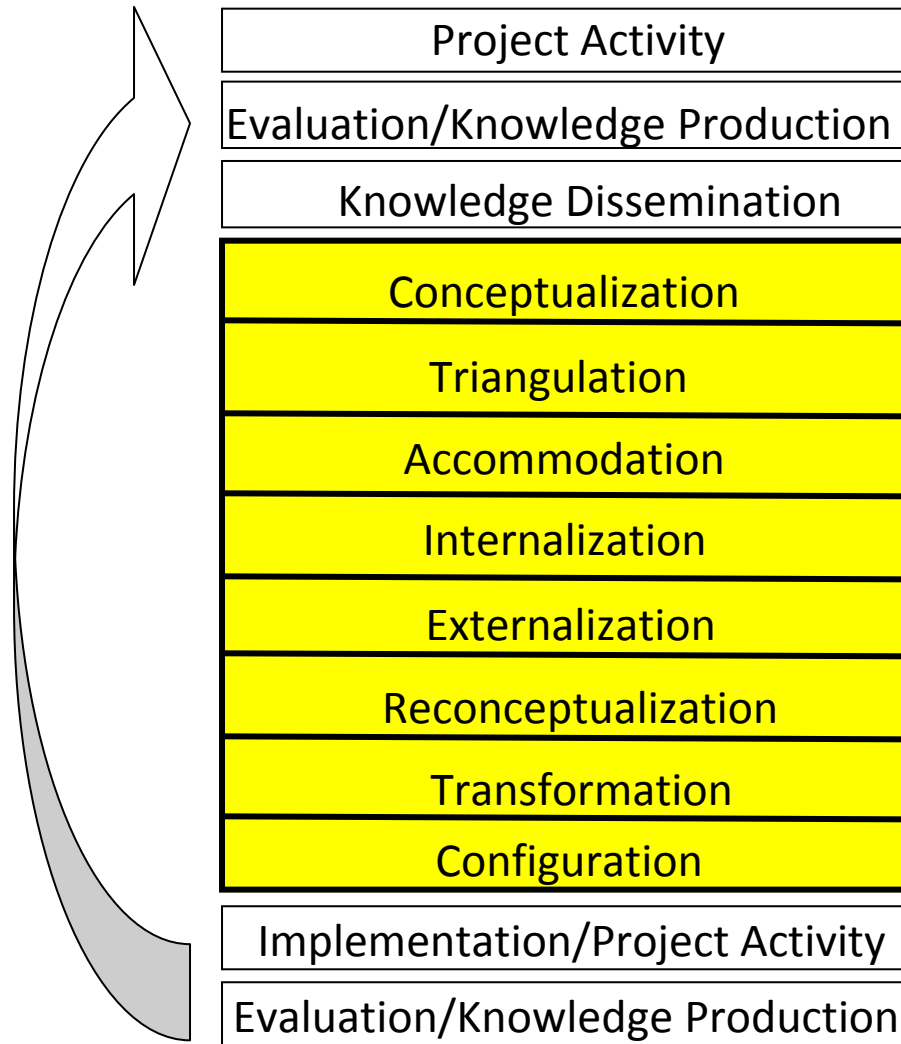 Project Activity
Evaluation/Knowledge Production
Knowledge Dissemination
Conceptualization
Triangulation
Accommodation
Internalization
Externalization
Reconceptualization
Transformation
Configuration
Implementation/Project Activity
Evaluation/Knowledge Production